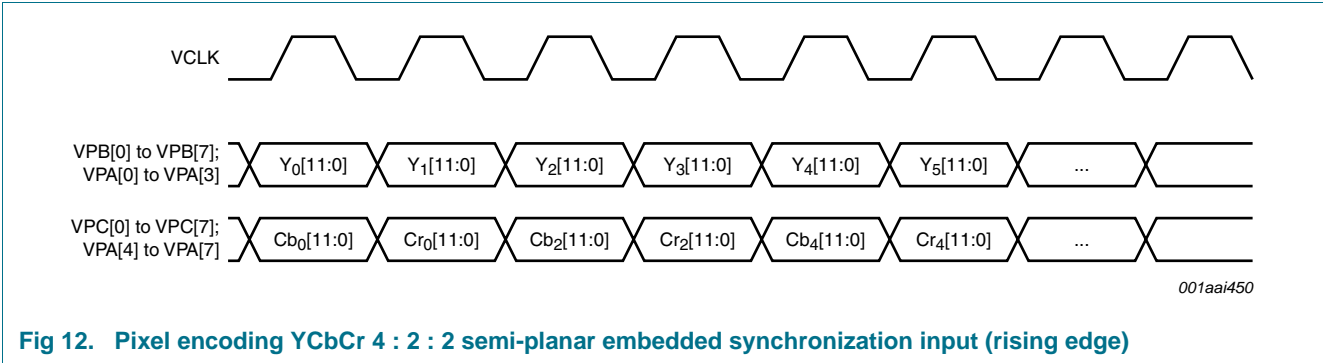 VCLK
VPB[0] to VPB[7];
VPA[0] to VPA[3]
Y0[11:0] Y1[11:0] Y2[11:0] Y3[11:0] Y4[11:0] Y5[11:0] ...
VPC[0] to VPC[7];
VPA[4] to VPA[7]
Cb0[11:0] Cr0[11:0] Cb2[11:0] Cr2[11:0] Cb4[11:0] Cr4[11:0] ...
001aai450
Fig 12. Pixel encoding YCbCr 4 : 2 : 2 semi-planar embedded synchronization input (rising edge)